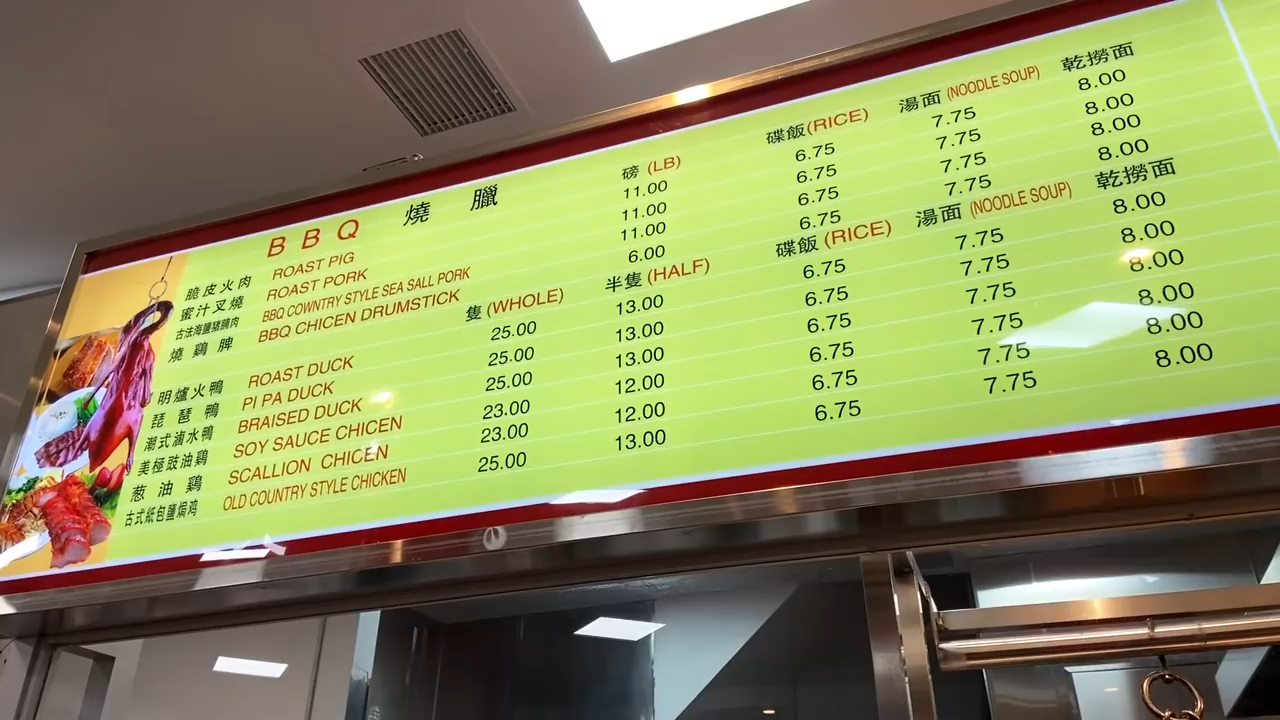 BBQ 燒 臘 磅 (LB) 碟飯(RICE) 湯面 (NOODLE SOUP) 乾撈面
脆皮火肉 ROAST PIG 11.00 6.75 7.75 8.00
蜜汁叉燒 ROAST PORK 11.00 6.75 7.75 8.00
古法海鹽猪腩肉 BBQ COWNTRY STYLE SEA SALL PORK 11.00 6.75 7.75 8.00
燒鷄脾 BBQ CHICEN DRUMSTICK 6.00 6.75 7.75 8.00
隻 (WHOLE) 半隻 (HALF) 碟飯 (RICE) 湯面 (NOODLE SOUP) 乾撈面
明爐火鴨 ROAST DUCK 25.00 13.00 6.75 7.75 8.00
琵琶鴨 PI PA DUCK 25.00 13.00 6.75 7.75 8.00
潮式滷水鴨 BRAISED DUCK 25.00 13.00 6.75 7.75 8.00
美極豉油鷄 SOY SAUCE CHICEN 23.00 12.00 6.75 7.75 8.00
葱油鷄 SCALLION CHICEN 23.00 12.00 6.75 7.75 8.00
古式紙包鹽焗鸡 OLD COUNTRY STYLE CHICKEN 25.00 13.00 6.75 7.75 8.00